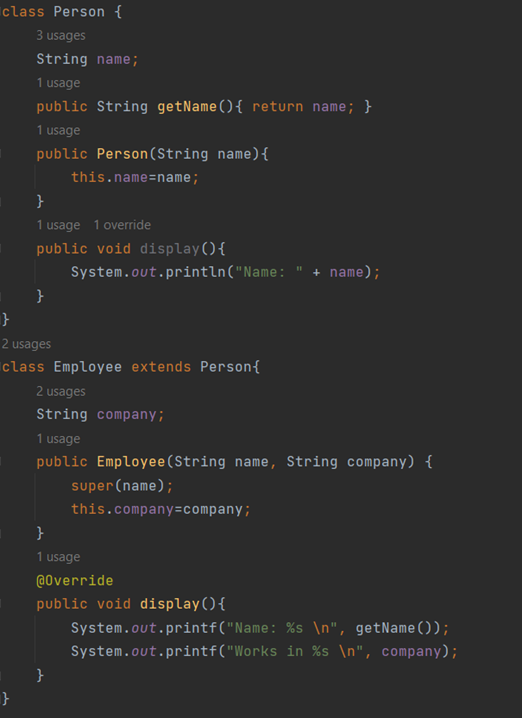 class Person {
3 usages
String name;
1 usage
public String getName(){ return name; }
1 usage
public Person(String name){
this.name=name;
}
1 usage   1 override
public void display(){
System.out.println("Name: " + name);
}
}
2 usages
class Employee extends Person{
2 usages
String company;
1 usage
public Employee(String name, String company) {
super(name);
this.company=company;
}
1 usage
@Override
public void display(){
System.out.printf("Name: %s \n", getName());
System.out.printf("Works in %s \n", company);
}
}